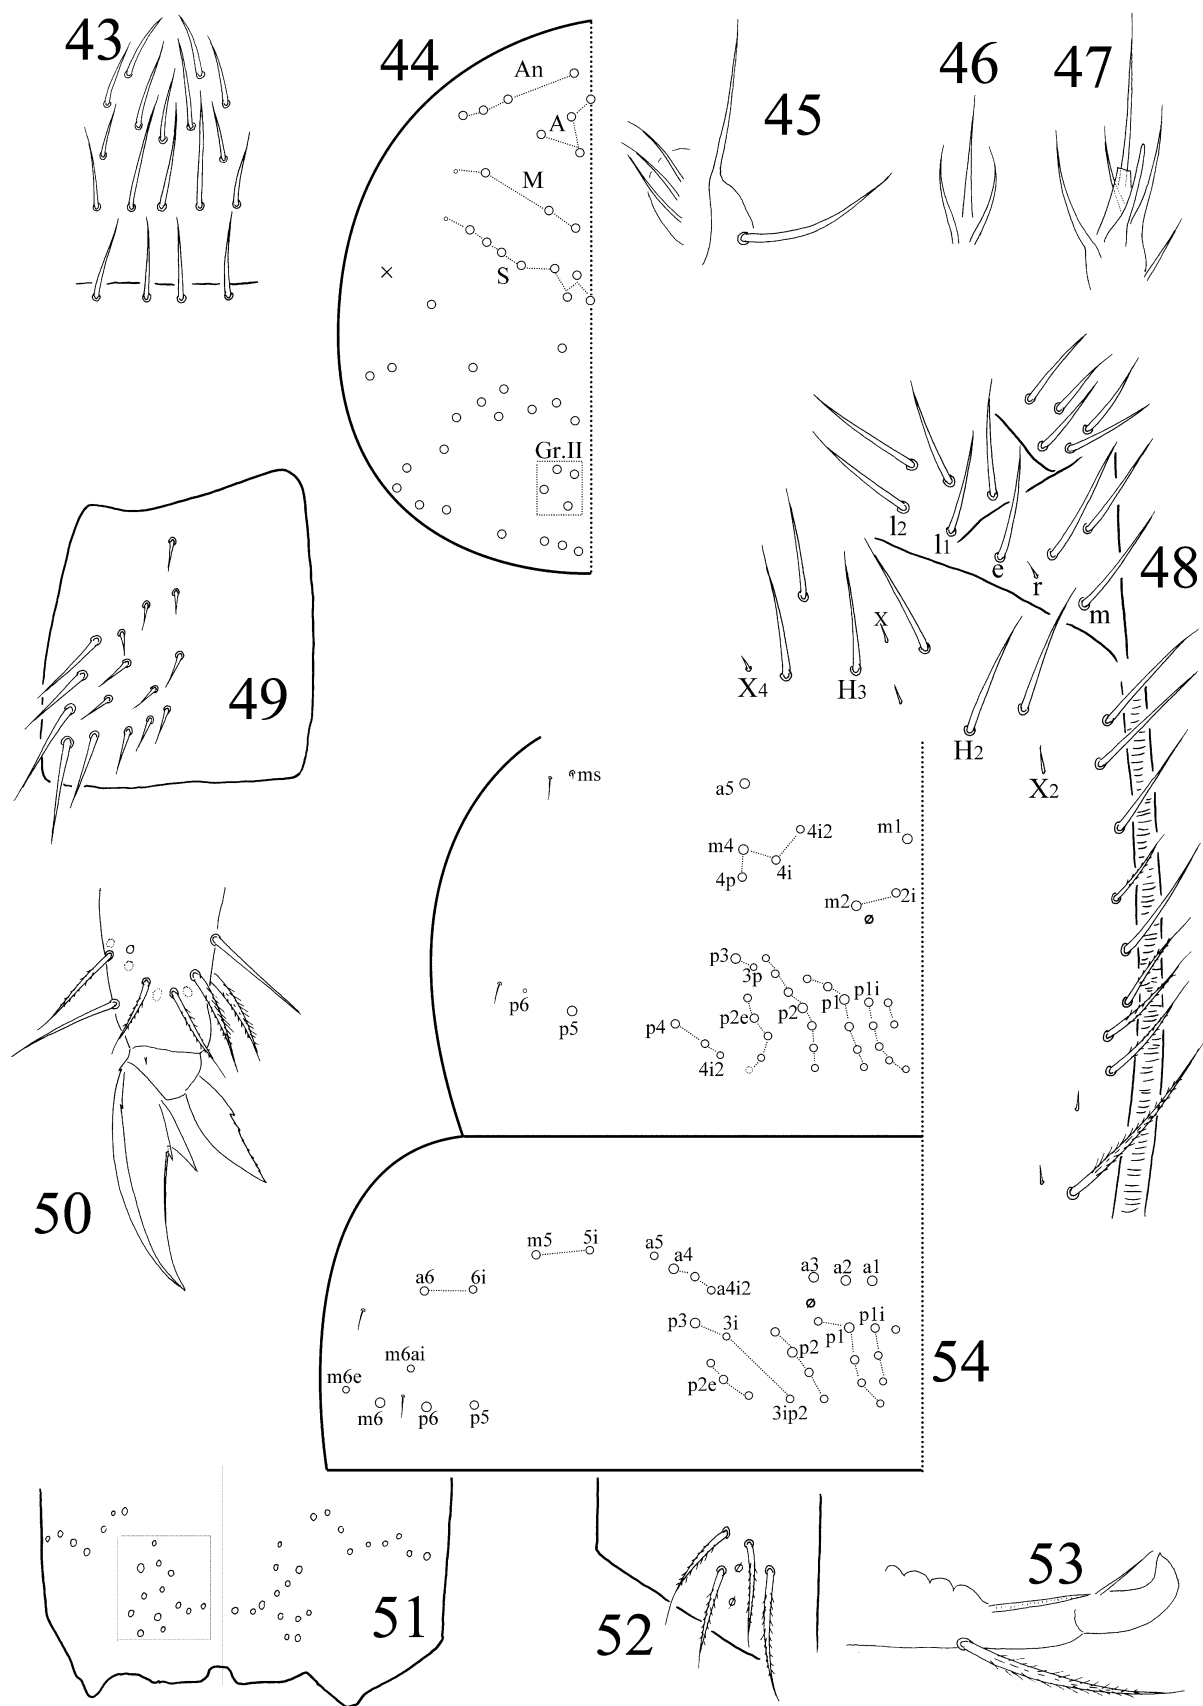 43
44
An
A
M
S
Gr.II
45
46
47
l2
l1
e
r
m
48
X
X4
H3
H2
X2
49
ms
a5
4i2
m1
m4
4i
4p
m2
2i
ø
p3
3p
p1i
p1
p2
p2e
p6
p5
p4
4i2
50
m5
5i
a5
a4
a4i2
a3
a2
a1
a6
6i
ø
p3
3i
p1i
p1
p2
m6ai
m6e
m6
p6
p5
p2e
3ip2
54
51
52
53